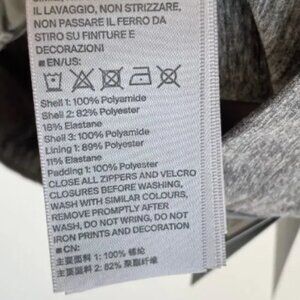 IL LAVAGGIO, NON STRIZZARE,
NON PASSARE IL FERRO DA
STIRO SU FINITURE E
DECORAZIONI
■EN/US:
Shell 1: 100% Polyamide
Shell 2: 82% Polyester
18% Elastane
Shell 3: 100% Polyamide
Lining 1: 89% Polyester
11% Elastane
Padding 1: 100% Polyester
CLOSE ALL ZIPPERS AND VELCRO
CLOSURES BEFORE WASHING,
WASH WITH SIMILAR COLOURS,
REMOVE PROMPTLY AFTER
WASH, DO NOT WRING, DO NOT
IRON PRINTS AND DECORATION
■CN:
主要面料 1: 100% 锦纶
主要面料 2: 82% 聚酯纤维